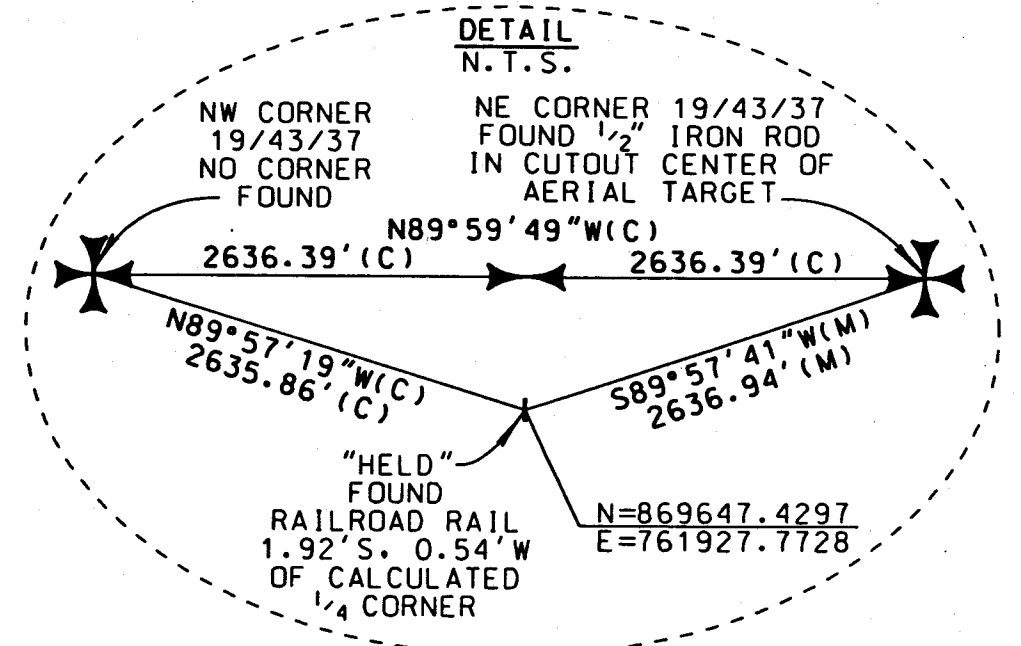 DETAIL
N.T.S.
NW CORNER
19/43/37
NO CORNER
FOUND
NE CORNER 19/43/37
FOUND 1/2" IRON ROD
IN CUTOUT CENTER OF
AERIAL TARGET
N89°59'49"W(C)
2636.39'(C)
2636.39'(C)
N89°57'19"W(C)
2635.86'(C)
S89°57'41"W(M)
2636.94'(M)
"HELD"
FOUND
RAILROAD RAIL
1.92'S. 0.54'W
OF CALCULATED
1/4 CORNER
N=869647.4297
E=761927.7728